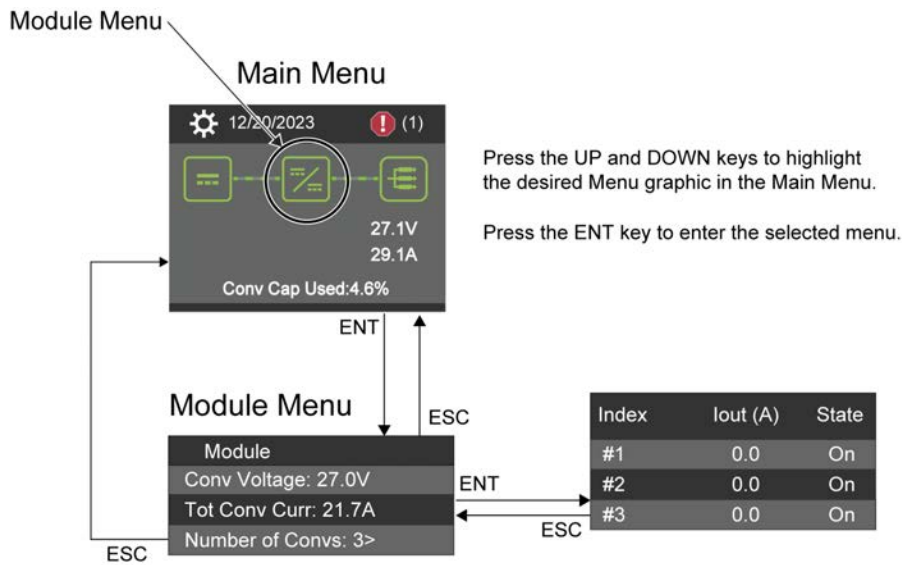 Module Menu
Main Menu
12/20/2023 (1)
Press the UP and DOWN keys to highlight
the desired Menu graphic in the Main Menu.
27.1V
29.1A
Press the ENT key to enter the selected menu.
Conv Cap Used:4.6%
ENT
ESC
Module Menu
Module
Conv Voltage: 27.0V
Tot Conv Curr: 21.7A
Number of Convs: 3>
ESC
ENT
ESC
Index Iout (A) State
#1 0.0 On
#2 0.0 On
#3 0.0 On